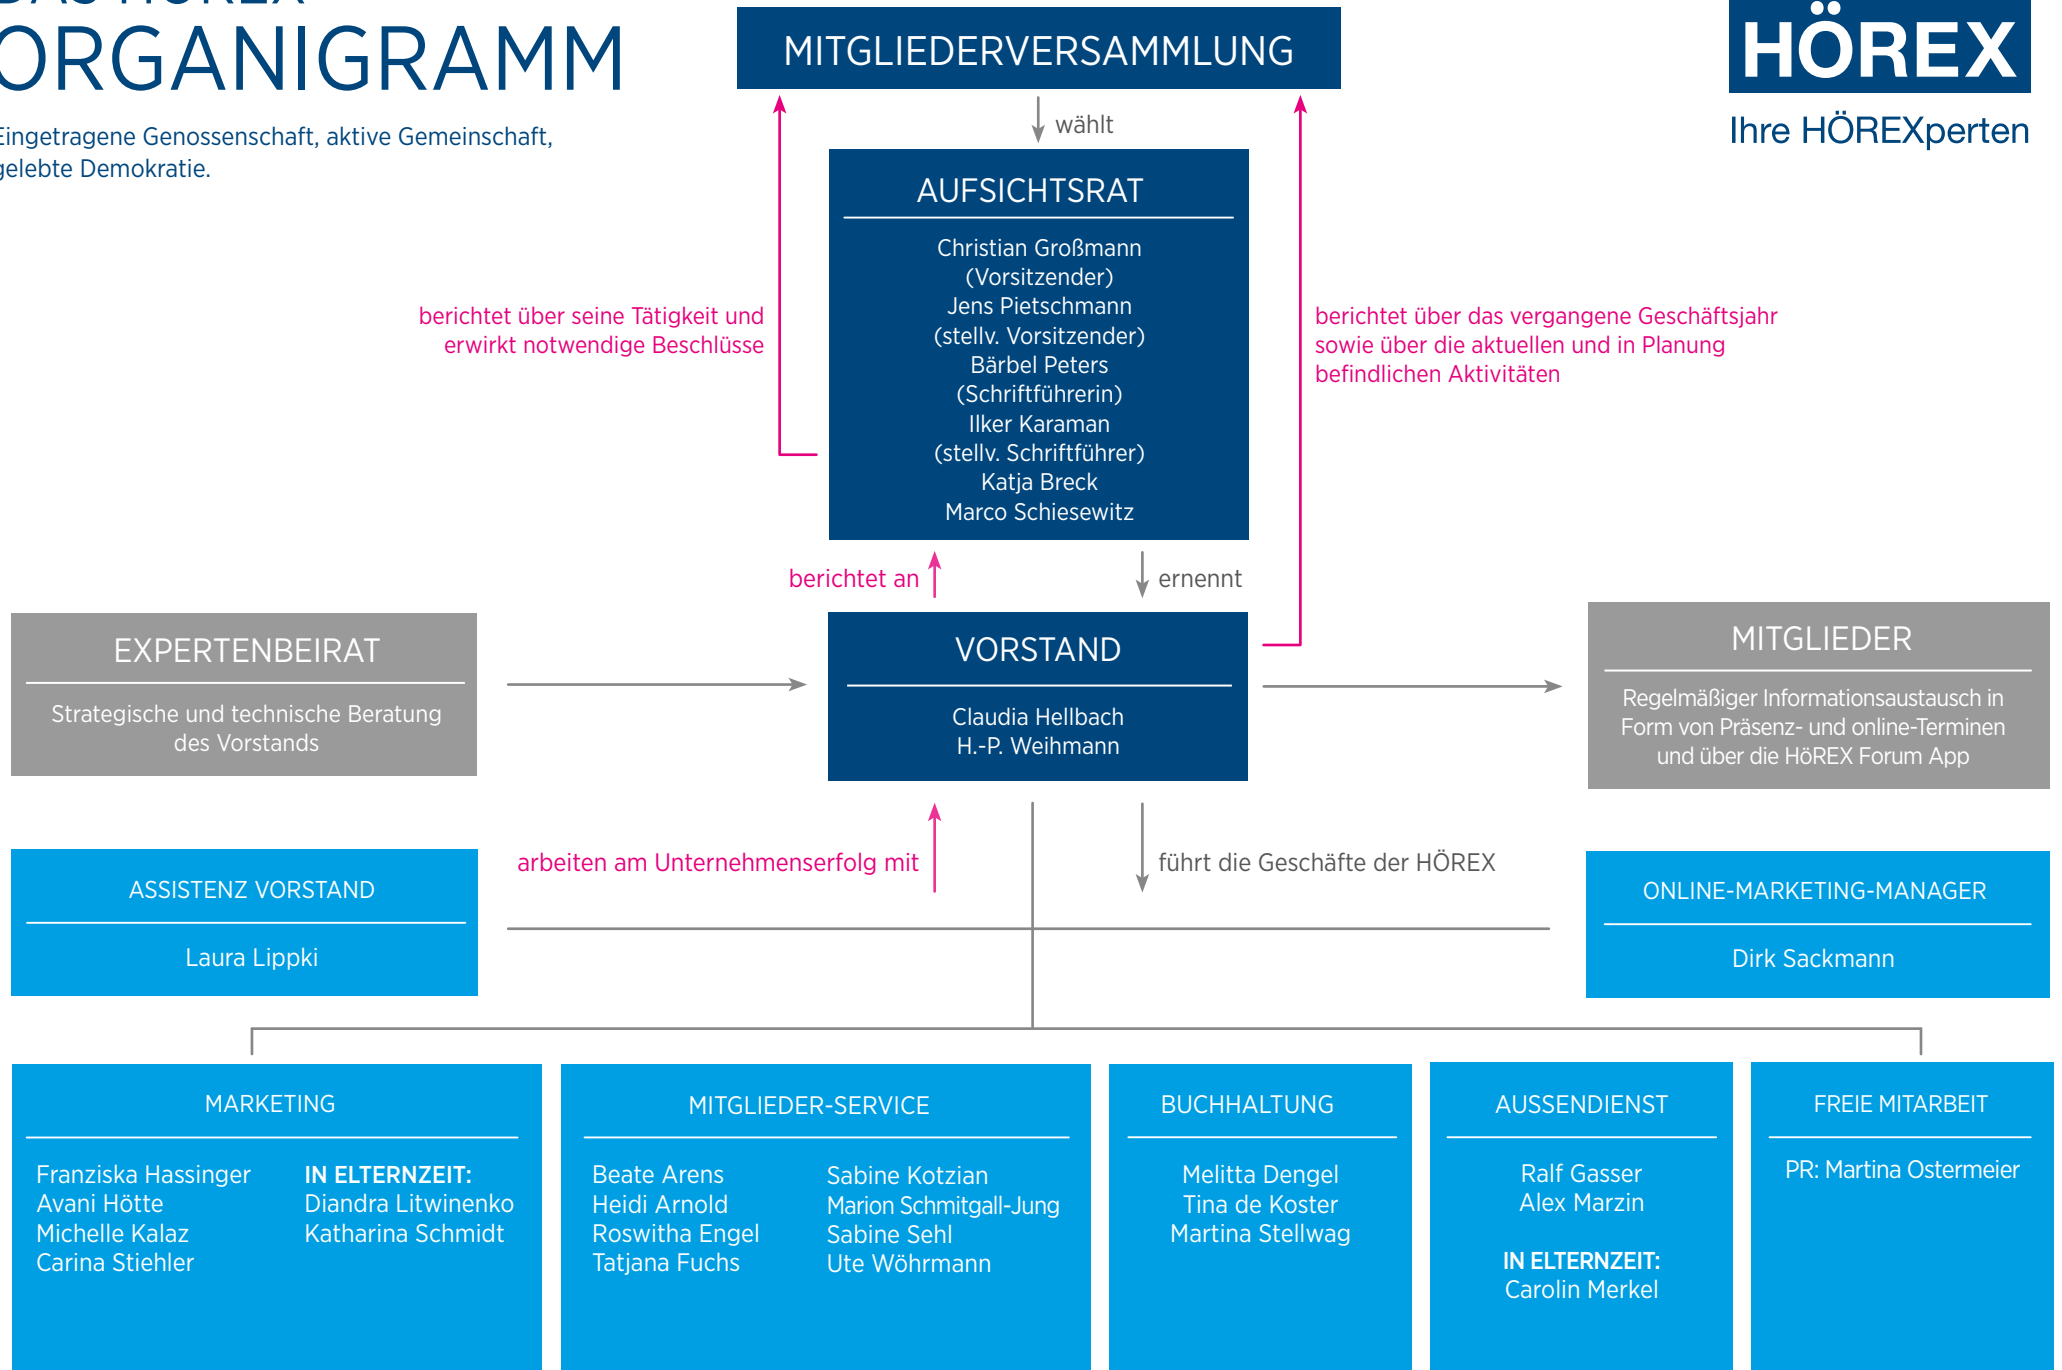 DAS HÖREX
ORGANIGRAMM
Eingetragene Genossenschaft, aktive Gemeinschaft,
gelebte Demokratie.
MITGLIEDERVERSAMMLUNG
HÖREX
Ihre HÖREXperten
wählt
AUFSICHTSRAT
Christian Großmann
(Vorsitzender)
Jens Pietschmann
(stellv. Vorsitzender)
Bärbel Peters
(Schriftführerin)
Ilker Karaman
(stellv. Schriftführer)
Katja Breck
Marco Schiesewitz
berichtet über seine Tätigkeit und
erwirkt notwendige Beschlüsse
berichtet über das vergangene Geschäftsjahr
sowie über die aktuellen und in Planung
befindlichen Aktivitäten
berichtet an
ernennt
EXPERTENBEIRAT
Strategische und technische Beratung
des Vorstands
VORSTAND
Claudia Hellbach
H.-P. Weihmann
MITGLIEDER
Regelmäßiger Informationsaustausch in
Form von Präsenz- und online-Terminen
und über die HöREX Forum App
arbeiten am Unternehmenserfolg mit
führt die Geschäfte der HÖREX
ASSISTENZ VORSTAND
Laura Lippki
ONLINE-MARKETING-MANAGER
Dirk Sackmann
MARKETING
Franziska Hassinger
Avani Hötte
Michelle Kalaz
Carina Stiehler
IN ELTERNZEIT:
Diandra Litwinenko
Katharina Schmidt
MITGLIEDER-SERVICE
Beate Arens
Heidi Arnold
Roswitha Engel
Tatjana Fuchs
Sabine Kotzian
Marion Schmitgall-Jung
Sabine Sehl
Ute Wöhrmann
BUCHHALTUNG
Melitta Dengel
Tina de Koster
Martina Stellwag
AUSSENDIENST
Ralf Gasser
Alex Marzin
IN ELTERNZEIT:
Carolin Merkel
FREIE MITARBEIT
PR: Martina Ostermeier